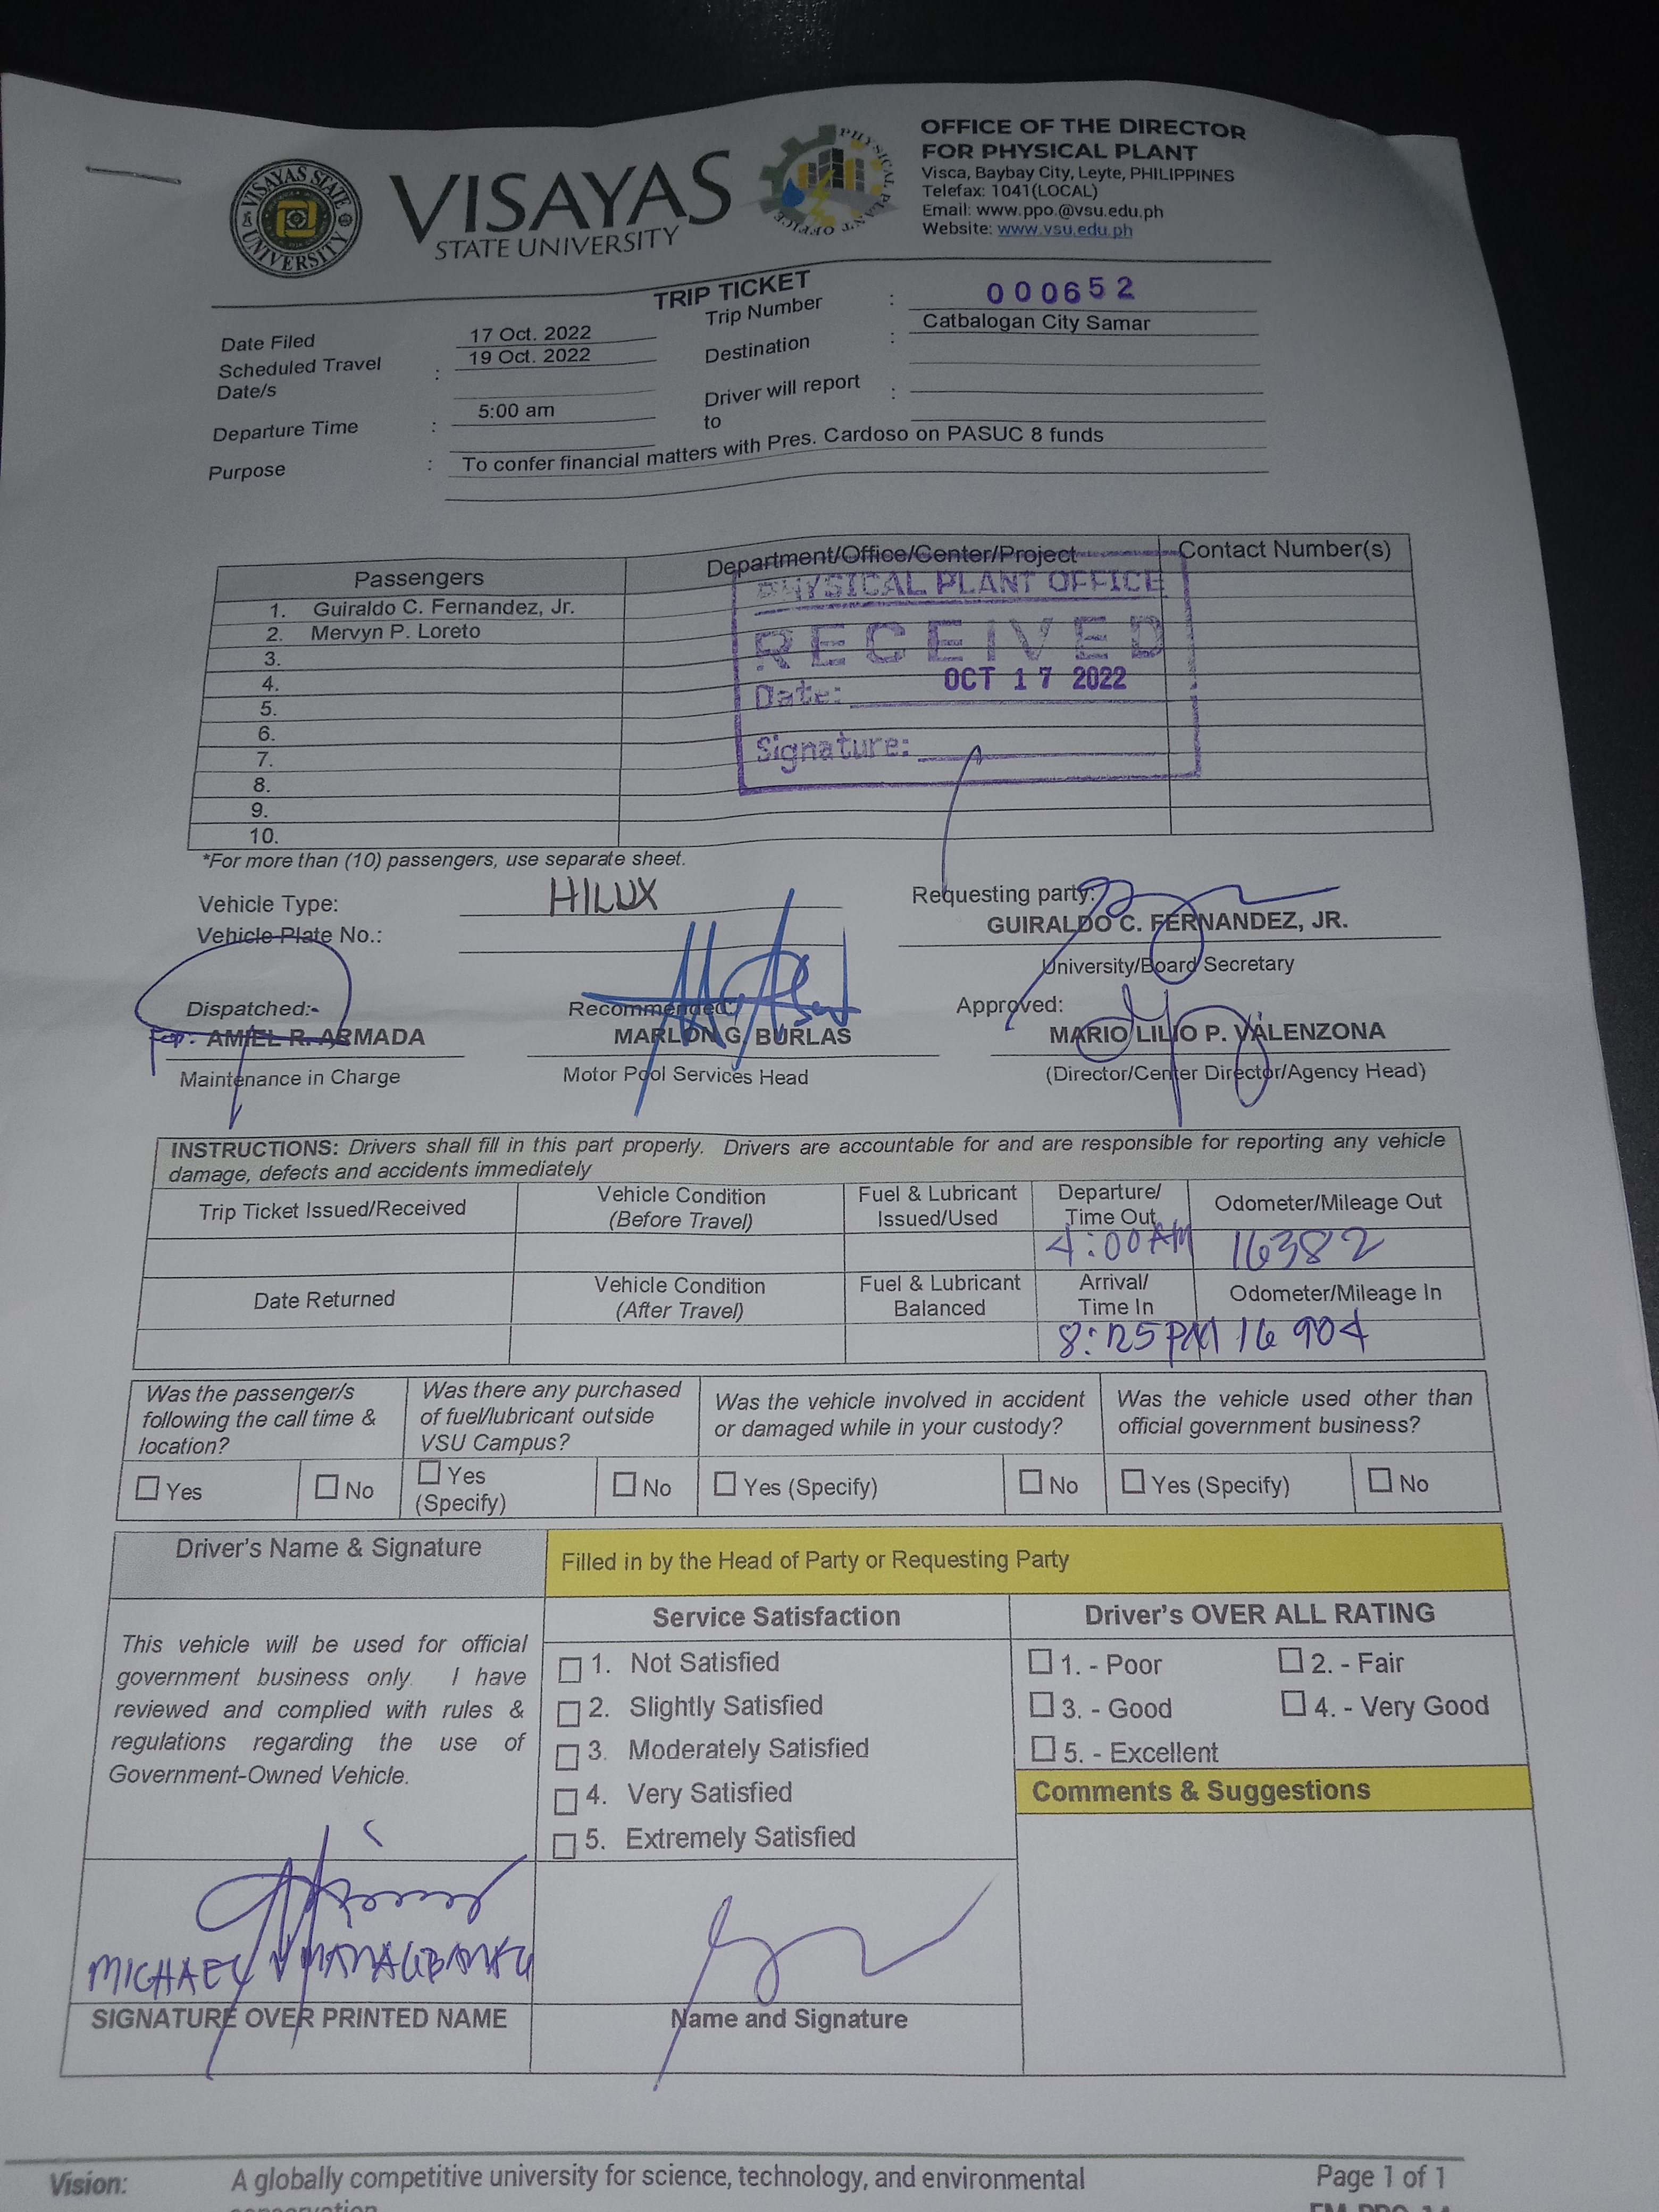 VISAYAS STATE UNIVERSITY
VISAYAS
STATE UNIVERSITY
PHYSICAL PLANT OFFICE
OFFICE OF THE DIRECTOR
FOR PHYSICAL PLANT
Visca, Baybay City, Leyte, PHILIPPINES
Telefax: 1041(LOCAL)
Email: www.ppo.@vsu.edu.ph
Website: www.vsu.edu.ph
TRIP TICKET
Trip Number : 000652
Date Filed 17 Oct. 2022
Destination : Catbalogan City Samar
Scheduled Travel Date/s : 19 Oct. 2022
Driver will report to :
Departure Time : 5:00 am
Purpose : To confer financial matters with Pres. Cardoso on PASUC 8 funds
Passengers Department/Office/Center/Project Contact Number(s)
1. Guiraldo C. Fernandez, Jr.
2. Mervyn P. Loreto
3.
4.
5.
6.
7.
8.
9.
10.
PHYSICAL PLANT OFFICE
RECEIVED
Date: OCT 17 2022
Signature:
*For more than (10) passengers, use separate sheet.
Vehicle Type: HILUX
Vehicle Plate No.:
Requesting party:
GUIRALDO C. FERNANDEZ, JR.
University/Board Secretary
Dispatched:
For: AMIEL R. ARMADA
Maintenance in Charge
Recommended:
MARLON G. BURLAS
Motor Pool Services Head
Approved:
MARIO LILIO P. VALENZONA
(Director/Center Director/Agency Head)
INSTRUCTIONS: Drivers shall fill in this part properly. Drivers are accountable for and are responsible for reporting any vehicle
damage, defects and accidents immediately
Trip Ticket Issued/Received Vehicle Condition (Before Travel) Fuel & Lubricant Issued/Used Departure/ Time Out Odometer/Mileage Out
4:00AM 16382
Date Returned Vehicle Condition (After Travel) Fuel & Lubricant Balanced Arrival/ Time In Odometer/Mileage In
8:25PM 16904
Was the passenger/s following the call time & location?
Yes No
Was there any purchased of fuel/lubricant outside VSU Campus?
Yes (Specify) No
Was the vehicle involved in accident or damaged while in your custody?
Yes (Specify) No
Was the vehicle used other than official government business?
Yes (Specify) No
Driver's Name & Signature
This vehicle will be used for official
government business only. I have
reviewed and complied with rules &
regulations regarding the use of
Government-Owned Vehicle.
SIGNATURE OVER PRINTED NAME
Filled in by the Head of Party or Requesting Party
Service Satisfaction
1. Not Satisfied
2. Slightly Satisfied
3. Moderately Satisfied
4. Very Satisfied
5. Extremely Satisfied
Name and Signature
Driver's OVER ALL RATING
1. - Poor 2. - Fair
3. - Good 4. - Very Good
5. - Excellent
Comments & Suggestions
MICHAEL
Vision: A globally competitive university for science, technology, and environmental
Page 1 of 1